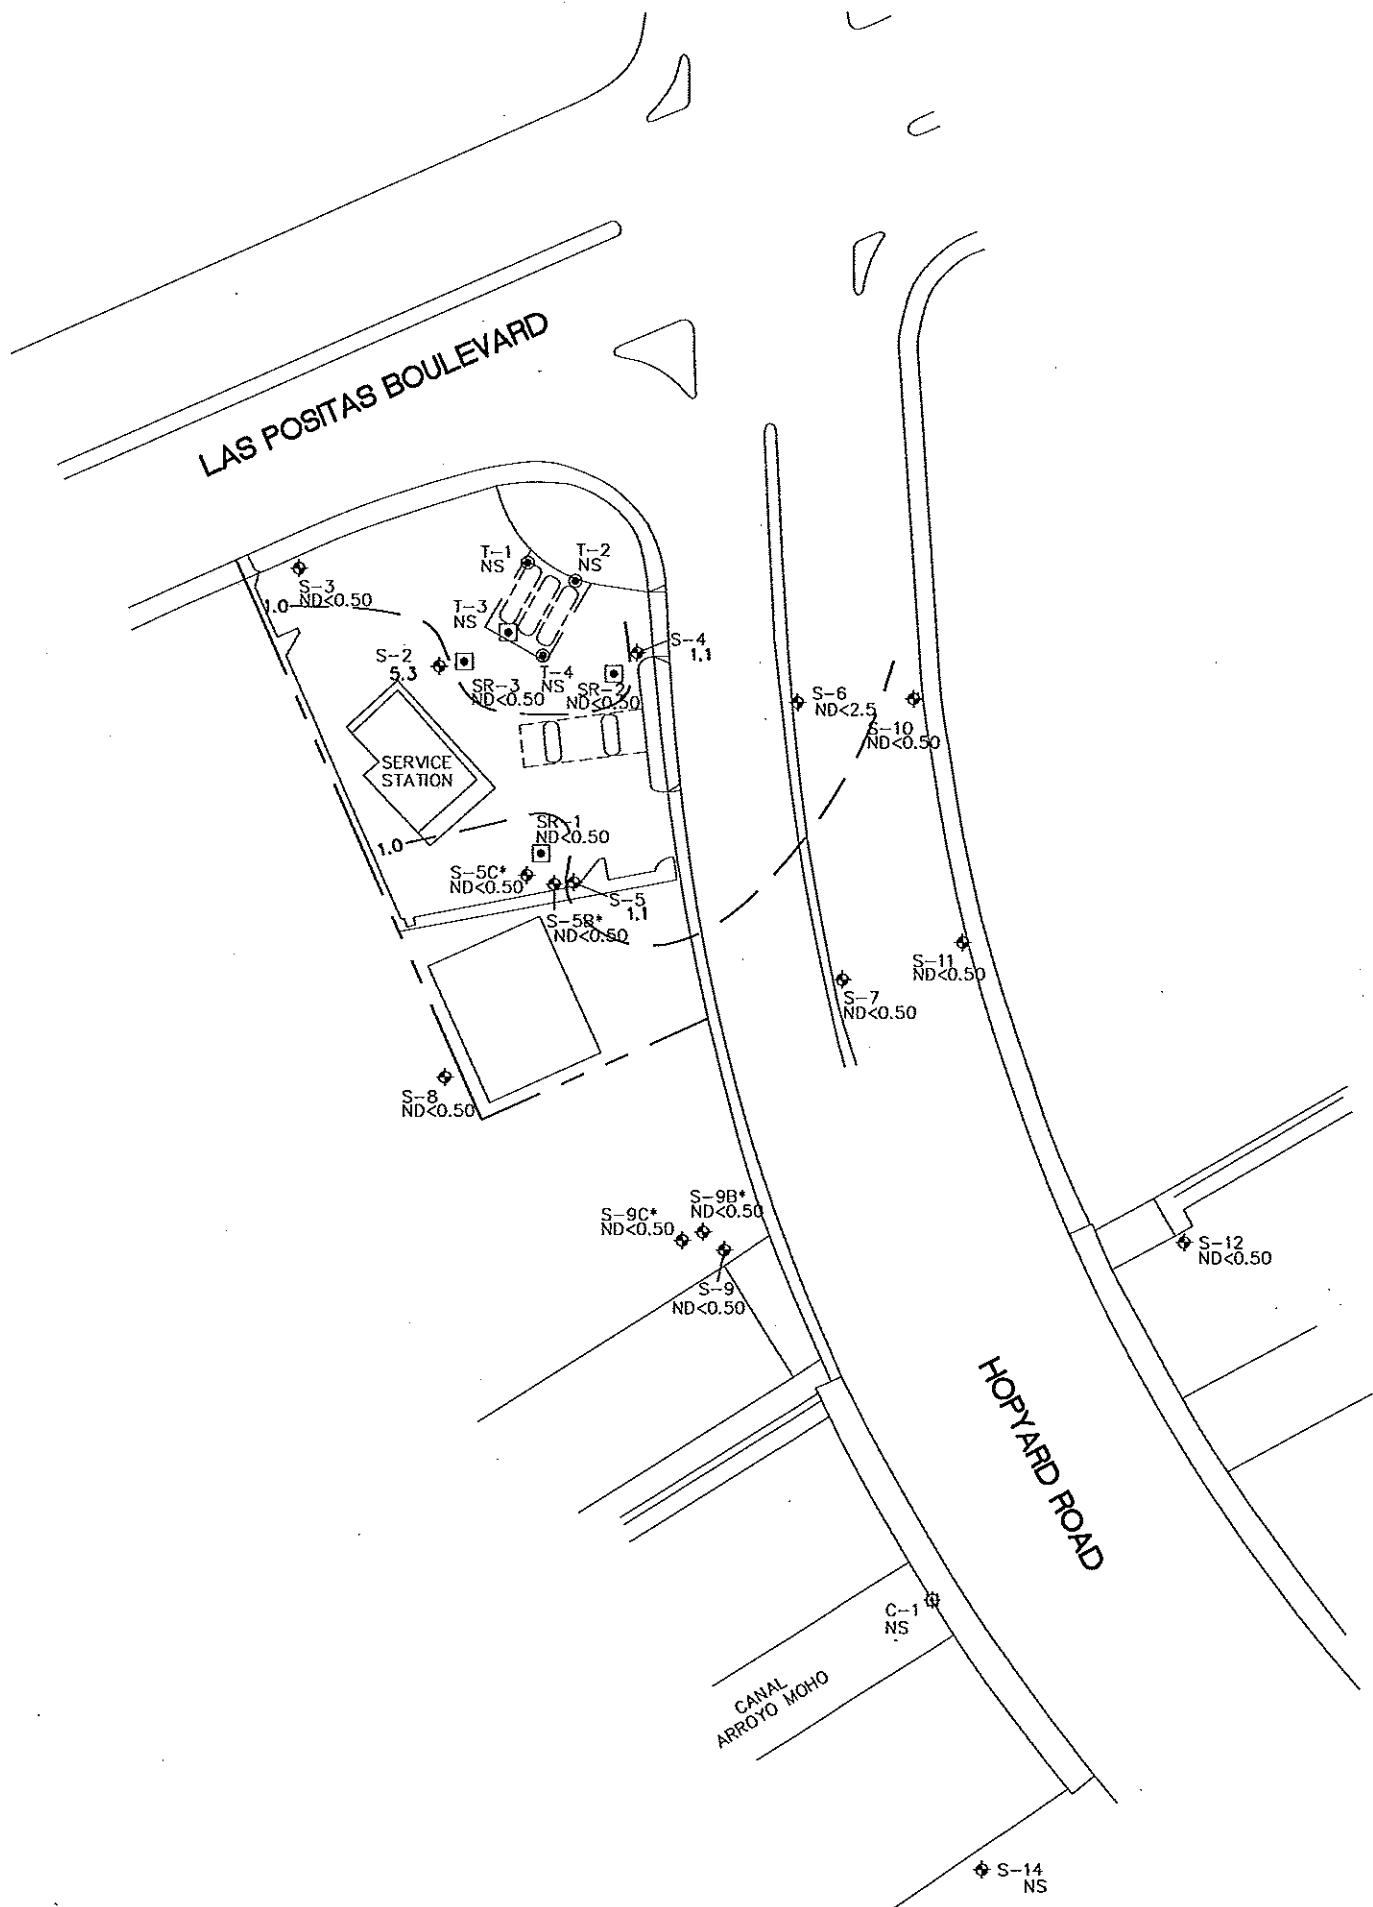 LAS POSITAS BOULEVARD
T-1
NS
T-2
NS
S-3
ND<0.50
1.0
T-3
NS
S-4
1.1
S-2
5.3
T-4
NS
SR-3
ND<0.50
SR-2
ND<0.50
S-6
ND<2.5
S-10
ND<0.50
SERVICE
STATION
SR-1
ND<0.50
1.0
S-5C*
ND<0.50
S-5
1.1
S-5B*
ND<0.50
S-11
ND<0.50
S-7
ND<0.50
S-8
ND<0.50
S-9B*
ND<0.50
S-9C*
ND<0.50
S-12
ND<0.50
S-9
ND<0.50
HOPYARD ROAD
C-1
NS
CANAL
ARROYO MOHO
S-14
NS